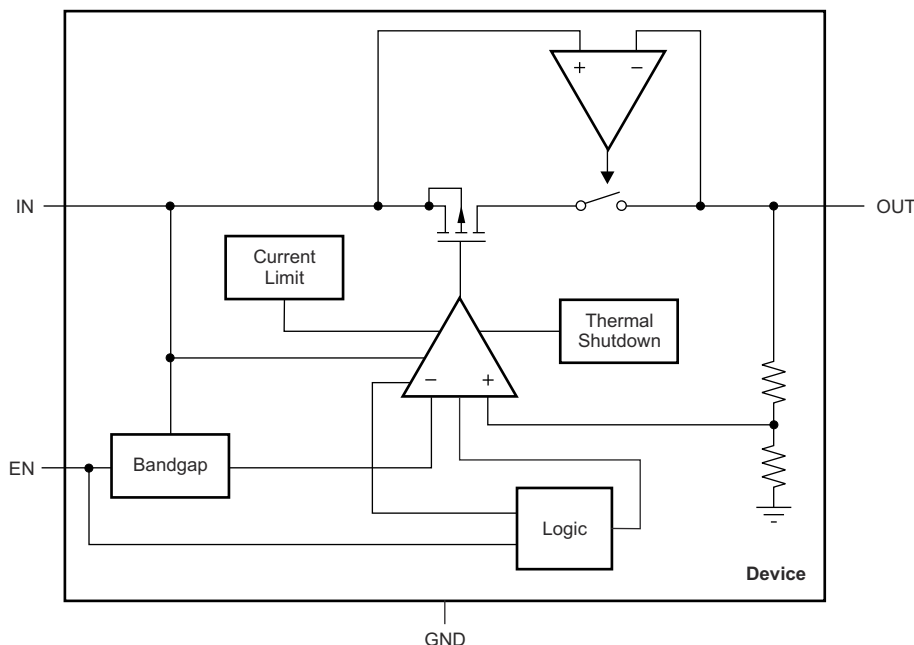 + −
IN
OUT
Current
Limit
Thermal
Shutdown
− +
EN
Bandgap
Logic
Device
GND